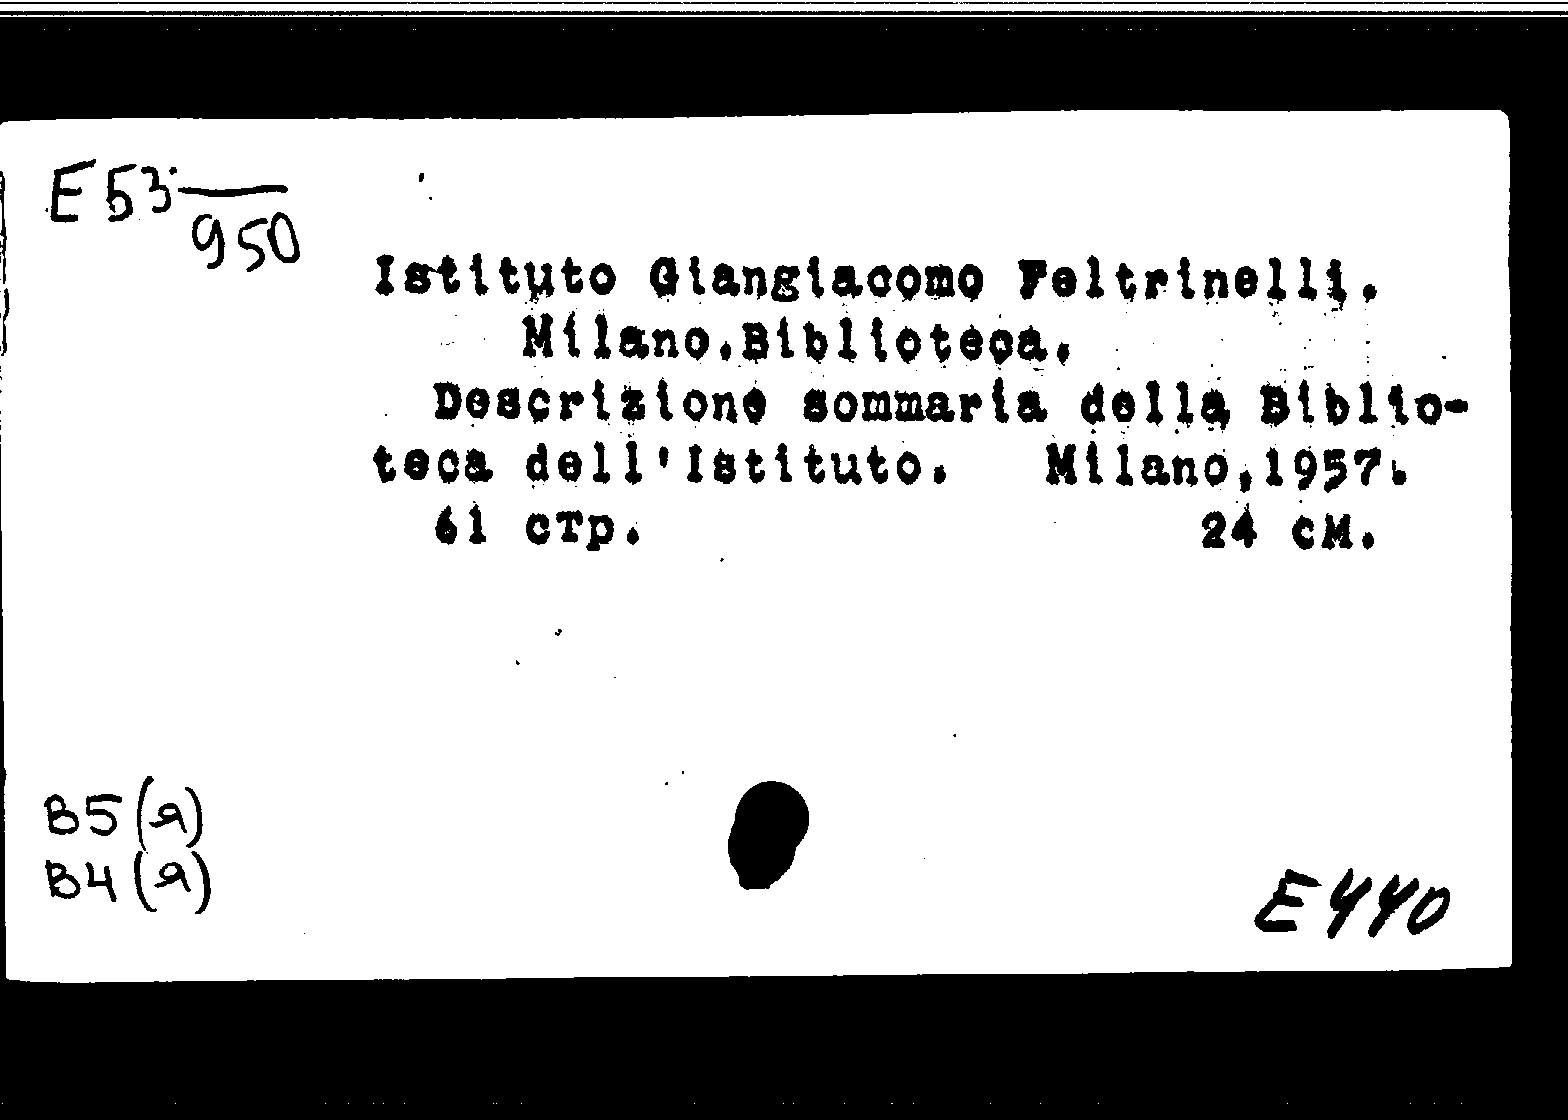 E 53
950
Istituto Giangiacomo Feltrinelli.
Milano.Biblioteca.
Descrizione sommaria della Biblio-
teca dell'Istituto. Milano,1957.
61 стр. 24 см.
B5 (я)
B4 (я)
E440